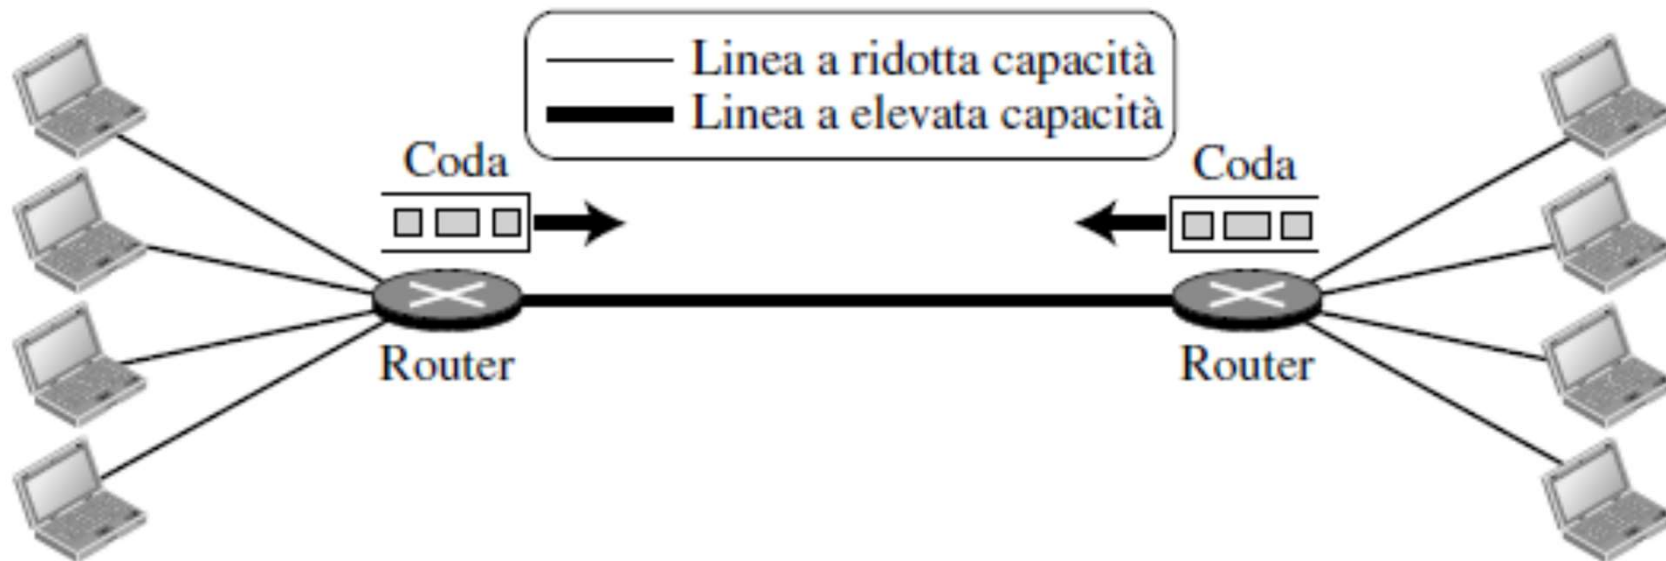 Linea a ridotta capacità
Linea a elevata capacità
Coda
Coda
Router
Router